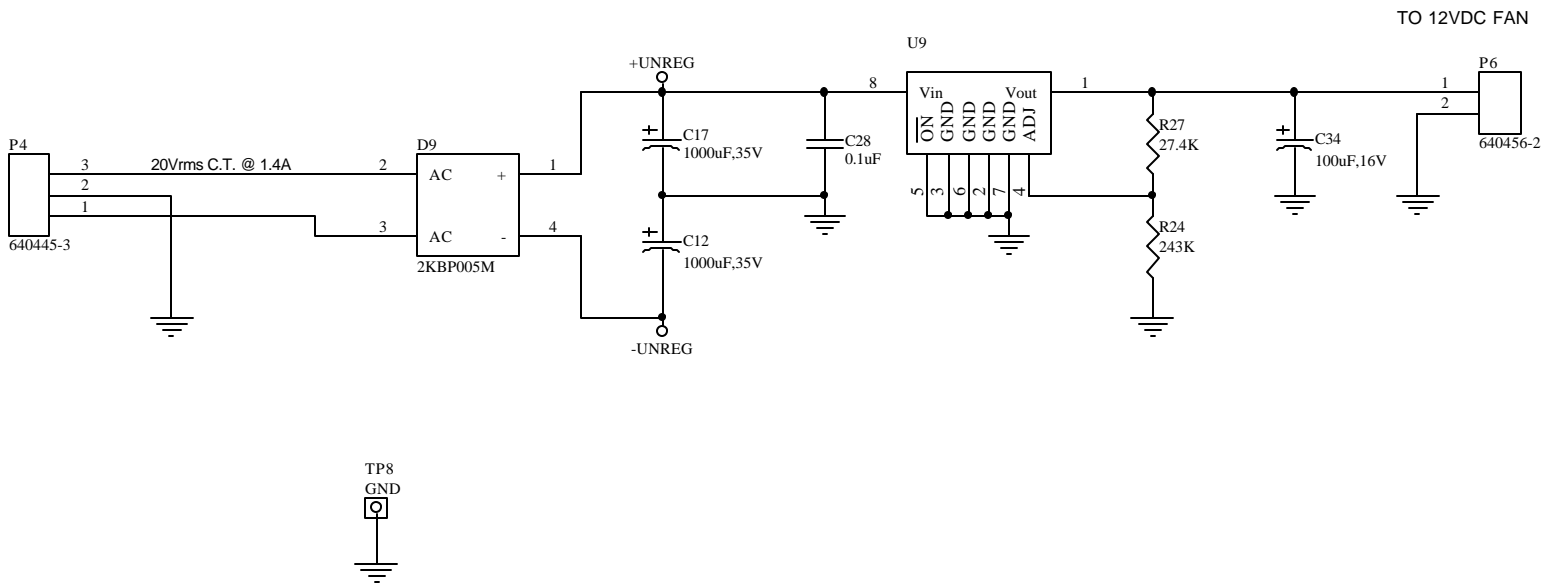 TO 12VDC FAN
U9
P6
+UNREG
8
Vin
Vout
1
1
2
ON
GND
GND
GND
GND
ADJ
C17
1000uF,35V
C28
0.1uF
R27
27.4K
C34
100uF,16V
640456-2
P4
3
20Vrms C.T. @ 1.4A
2
D9
AC
+
1
2
1
3
AC
-
4
640445-3
2KBP005M
5
3
6
2
7
4
C12
1000uF,35V
R24
243K
-UNREG
TP8
GND